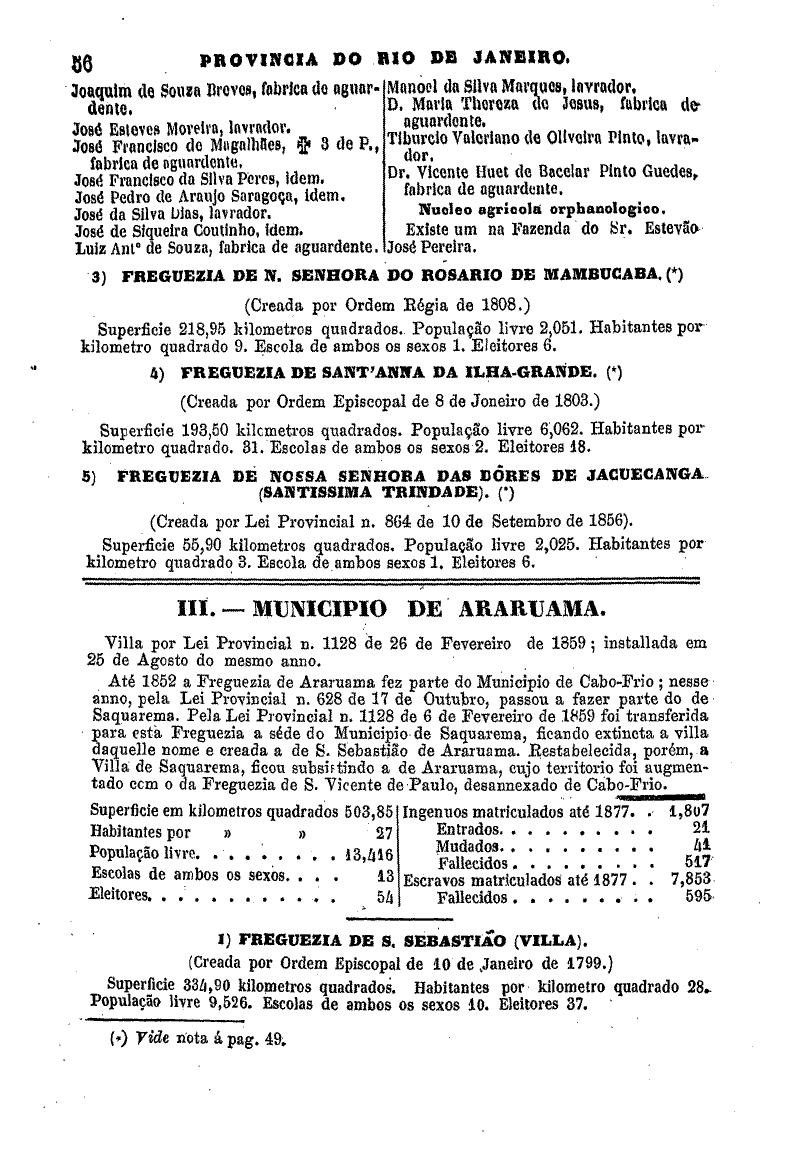 56 PROVINCIA DO RIO DE JANEIRO.
Joaquim de Souza Breves, fabrica de aguar-
dente.
José Esteves Moreira, lavrador.
José Francisco de Magalhães, ✠ 3 de P.,
fabrica de aguardente.
José Francisco da Silva Peres, idem.
José Pedro de Araujo Saragoça, idem.
José da Silva Dias, lavrador.
José de Siqueira Coutinho, idem.
Luiz Antº de Souza, fabrica de aguardente.
Manoel da Silva Marques, lavrador.
D. Maria Thereza de Jesus, fabrica de
aguardente.
Tiburcio Valeriano de Oliveira Pinto, lavra-
dor.
Dr. Vicente Huet de Bacelar Pinto Guedes,
fabrica de aguardente.
Nucleo agricola orphanologico.
Existe um na Fazenda do Sr. Estevão
José Pereira.
3) FREGUEZIA DE N. SENHORA DO ROSARIO DE MAMBUCABA. (*)
(Creada por Ordem Régia de 1808.)
Superficie 218,95 kilometros quadrados. População livre 2,051. Habitantes por
kilometro quadrado 9. Escola de ambos os sexos 1. Eleitores 6.
4) FREGUEZIA DE SANT'ANNA DA ILHA-GRANDE. (*)
(Creada por Ordem Episcopal de 8 de Joneiro de 1803.)
Superficie 193,50 kilcmetros quadrados. População livre 6,062. Habitantes por
kilometro quadrado. 31. Escolas de ambos os sexos 2. Eleitores 18.
5) FREGUEZIA DE NOSSA SENHORA DAS DÔRES DE JACUECANGA
(SANTISSIMA TRINDADE). (*)
(Creada por Lei Provincial n. 864 de 10 de Setembro de 1856).
Superficie 55,90 kilometros quadrados. População livre 2,025. Habitantes por
kilometro quadrado 3. Escola de ambos sexos 1. Eleitores 6.
III. — MUNICIPIO DE ARARUAMA.
Villa por Lei Provincial n. 1128 de 26 de Fevereiro de 1859 ; installada em
25 de Agosto do mesmo anno.
Até 1852 a Freguezia de Araruama fez parte do Municipio de Cabo-Frio ; nesse
anno, pela Lei Provincial n. 628 de 17 de Outubro, passou a fazer parte do de
Saquarema. Pela Lei Provincial n. 1128 de 6 de Fevereiro de 1859 foi transferida
para esta Freguezia a séde do Municipio de Saquarema, ficando extincta a villa
daquelle nome e creada a de S. Sebastião de Araruama. Restabelecida, porém, a
Villa de Saquarema, ficou subsistindo a de Araruama, cujo territorio foi augmen-
tado ccm o da Freguezia de S. Vicente de Paulo, desannexado de Cabo-Frio.
Superficie em kilometros quadrados 503,85
Habitantes por » » 27
População livre. . . . . . . . . 13,416
Escolas de ambos os sexos. . . . 13
Eleitores. . . . . . . . . . . . 54
Ingenuos matriculados até 1877. . . 1,807
Entrados. . . . . . . . . . 21
Mudados. . . . . . . . . . 41
Fallecidos . . . . . . . . . 517
Escravos matriculados até 1877 . . 7,853
Fallecidos . . . . . . . . . 595
1) FREGUEZIA DE S. SEBASTIÃO (VILLA).
(Creada por Ordem Episcopal de 10 de Janeiro de 1799.)
Superficie 334,90 kilometros quadrados. Habitantes por kilometro quadrado 28.
População livre 9,526. Escolas de ambos os sexos 10. Eleitores 37.
(*) Vide nota á pag. 49.